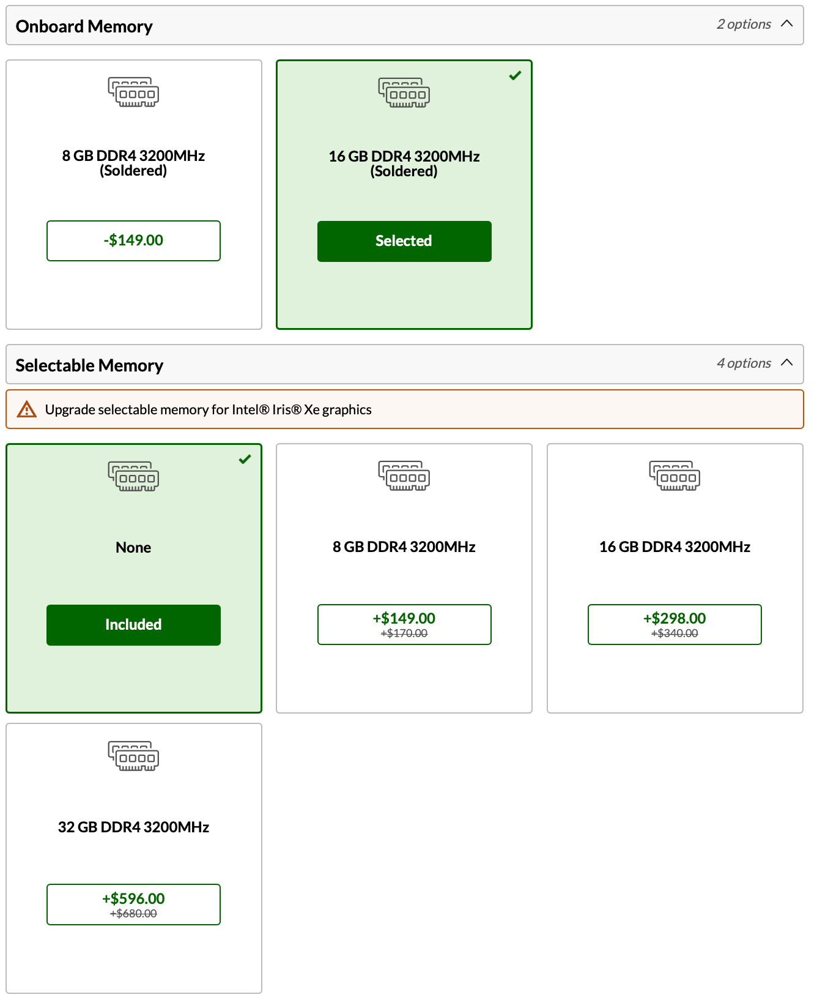 Onboard Memory
2 options
8 GB DDR4 3200MHz
(Soldered)
-$149.00
16 GB DDR4 3200MHz
(Soldered)
Selected
Selectable Memory
4 options
Upgrade selectable memory for Intel® Iris® Xe graphics
None
Included
8 GB DDR4 3200MHz
+$149.00
+$170.00
16 GB DDR4 3200MHz
+$298.00
+$340.00
32 GB DDR4 3200MHz
+$596.00
+$680.00